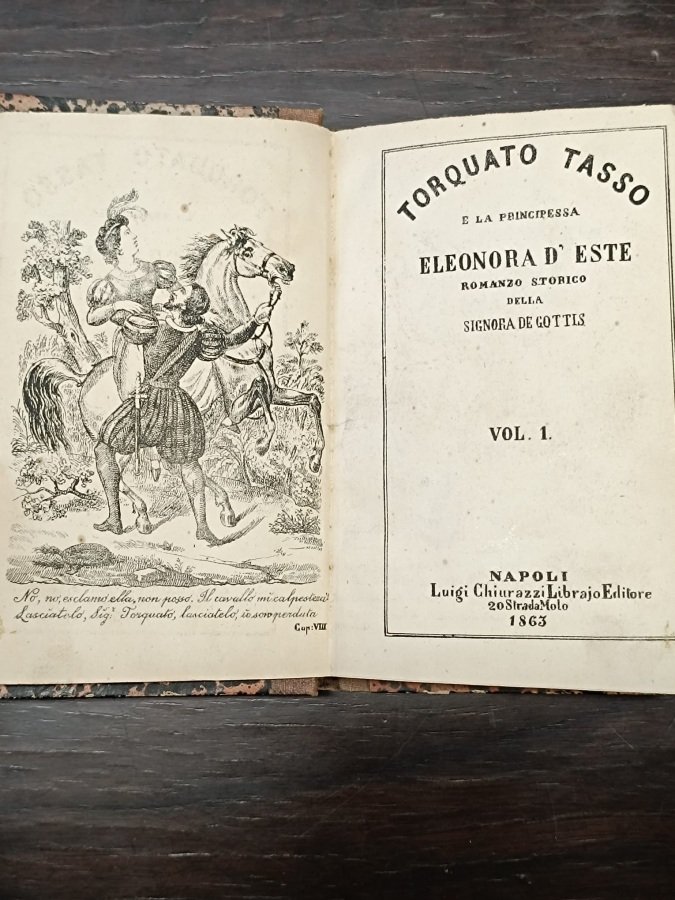 No, no, esclamò ella, non posso. Il cavallo mi calpesterà!
Lasciatelo, Sig.r Torquato, lasciatelo, io son perduta
Cap: VIII
TORQUATO TASSO
E LA PRINCIPESSA
ELEONORA D' ESTE
ROMANZO STORICO
DELLA
SIGNORA DE GOTTIS
VOL. 1.
NAPOLI
Luigi Chiurazzi Librajo Editore
20 Strada Molo
1863